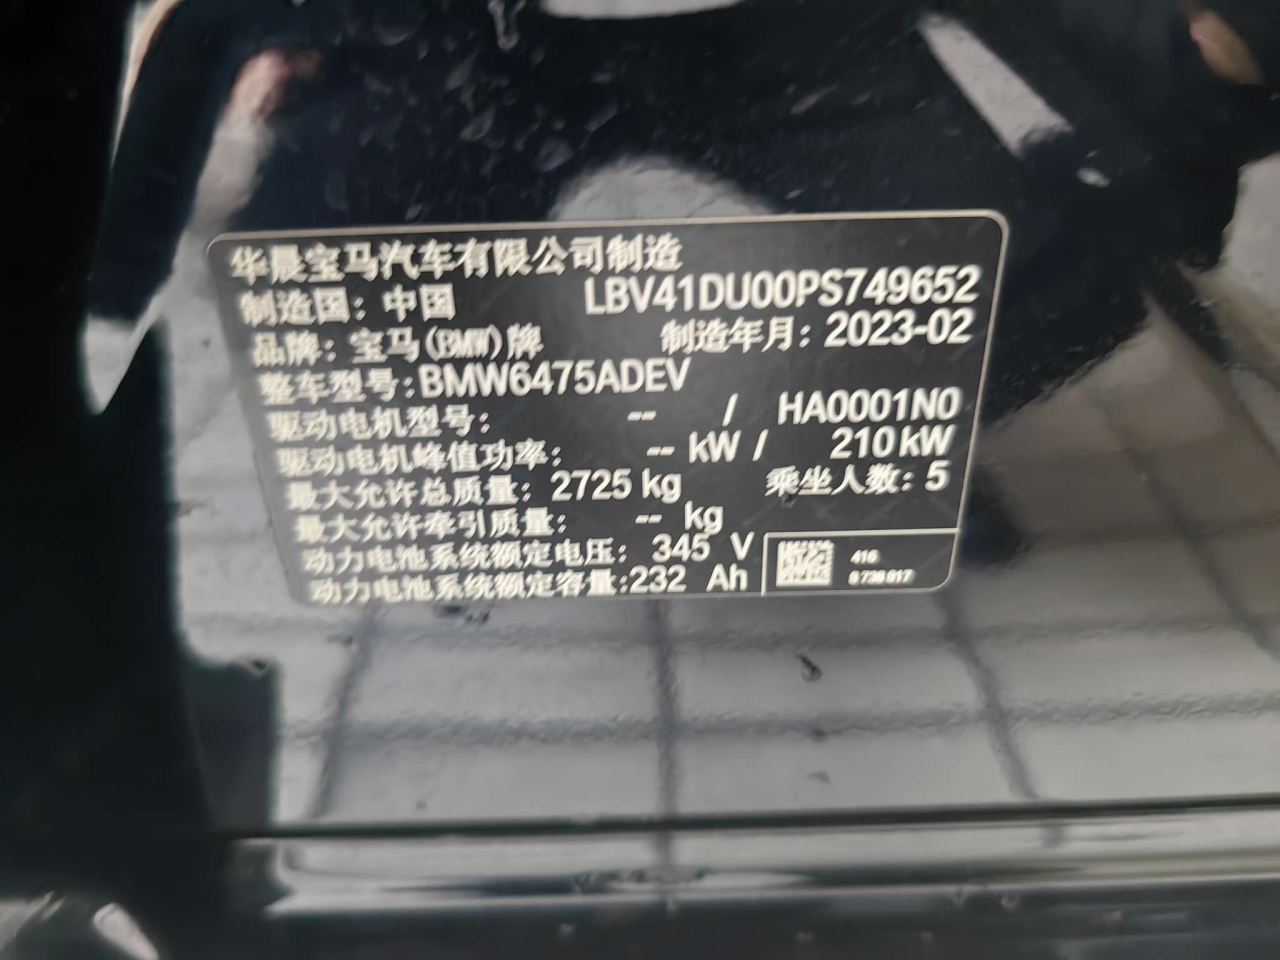 华晨宝马汽车有限公司制造
制造国：中国 LBV41DU00PS749652
品牌：宝马(BMW)牌 制造年月：2023-02
整车型号：BMW6475ADEV
驱动电机型号： -- / HA0001N0
驱动电机峰值功率： -- kW / 210 kW
最大允许总质量：2725 kg 乘坐人数：5
最大允许牵引质量： -- kg
动力电池系统额定电压：345 V
动力电池系统额定容量：232 Ah
416